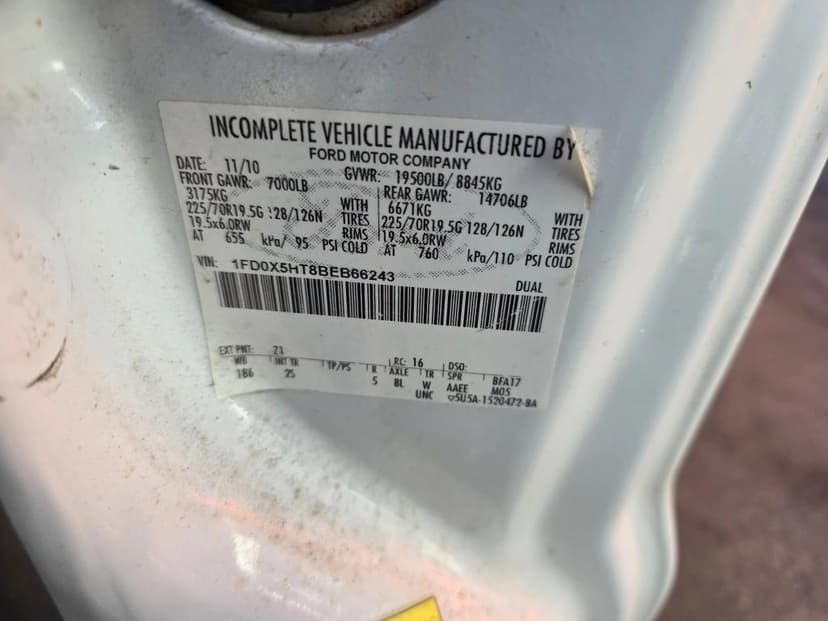 INCOMPLETE VEHICLE MANUFACTURED BY
FORD MOTOR COMPANY
DATE: 11/10 GVWR: 19500LB/ 8845KG
FRONT GAWR: 7000LB REAR GAWR: 14706LB
3175KG WITH 6671KG WITH
225/70R19.5G 128/126N TIRES 225/70R19.5G 128/126N TIRES
19.5x6.0RW RIMS 19.5x6.0RW RIMS
AT 655 kPa/ 95 PSI COLD AT 760 kPa/110 PSI COLD
VIN: 1FD0X5HT8BEB66243 DUAL
EXT PNT: Z1 RC: 16 DSO:
WB INT TR TP/PS R AXLE TR SPR BFA17
186 2S 5 8L W AAEE M05
UNC 5U5A-1520472-BA